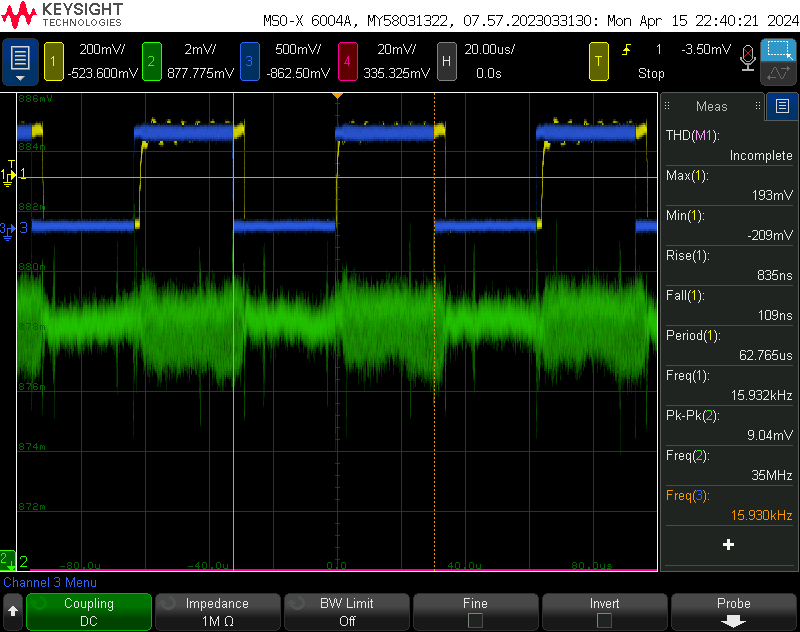 KEYSIGHT
TECHNOLOGIES
MSO-X 6004A, MY58031322, 07.57.2023033130: Mon Apr 15 22:40:21 2024
1 200mV/ 2 2mV/ 3 500mV/ 4 20mV/ H 20.00us/ T 1 -3.50mV
-523.600mV 877.775mV -862.50mV 335.325mV 0.0s Stop
886mV
884m
882m
880m
878m
876m
874m
872m
T
1 1
3 3
2 2
-80.0u -40.0u 0.0 40.0u 80.0u
Meas
THD(M1):
Incomplete
Max(1):
193mV
Min(1):
-209mV
Rise(1):
835ns
Fall(1):
109ns
Period(1):
62.765us
Freq(1):
15.932kHz
Pk-Pk(2):
9.04mV
Freq(2):
35MHz
Freq(3):
15.930kHz
Channel 3 Menu
Coupling Impedance BW Limit Fine Invert Probe
DC 1M Ω Off